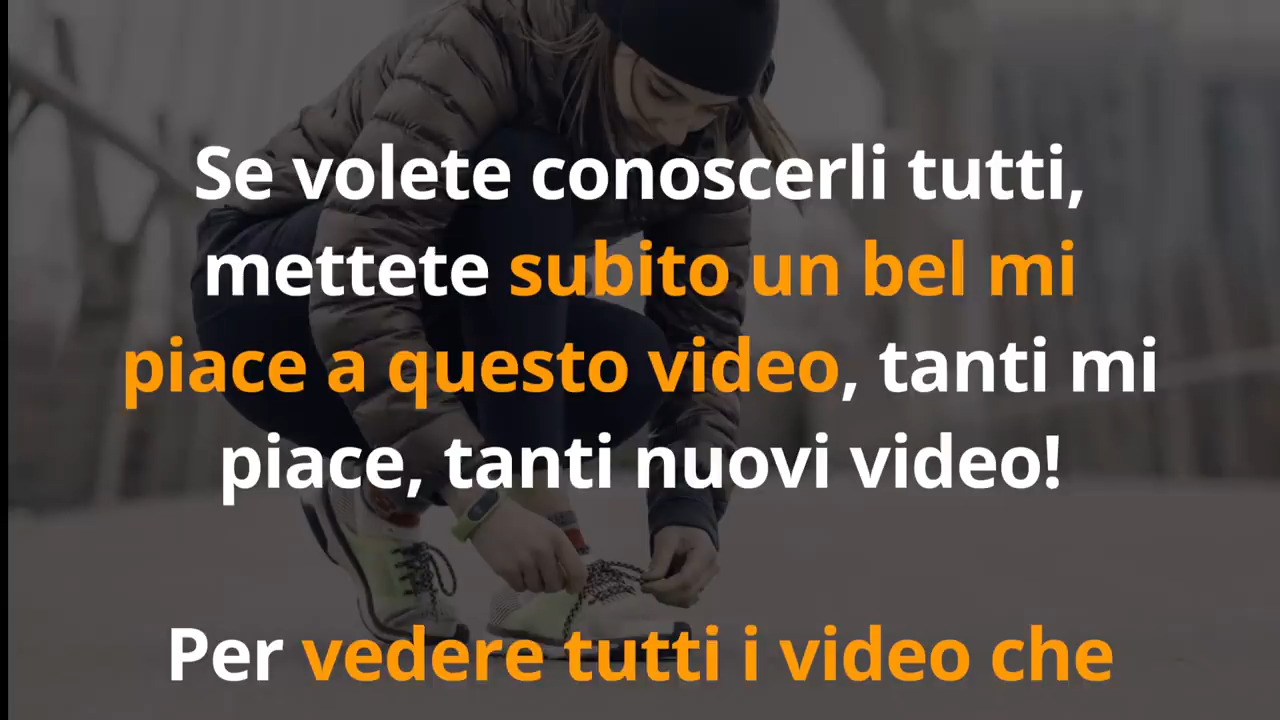 Se volete conoscerli tutti,
mettete subito un bel mi
piace a questo video, tanti mi
piace, tanti nuovi video!
Per vedere tutti i video che